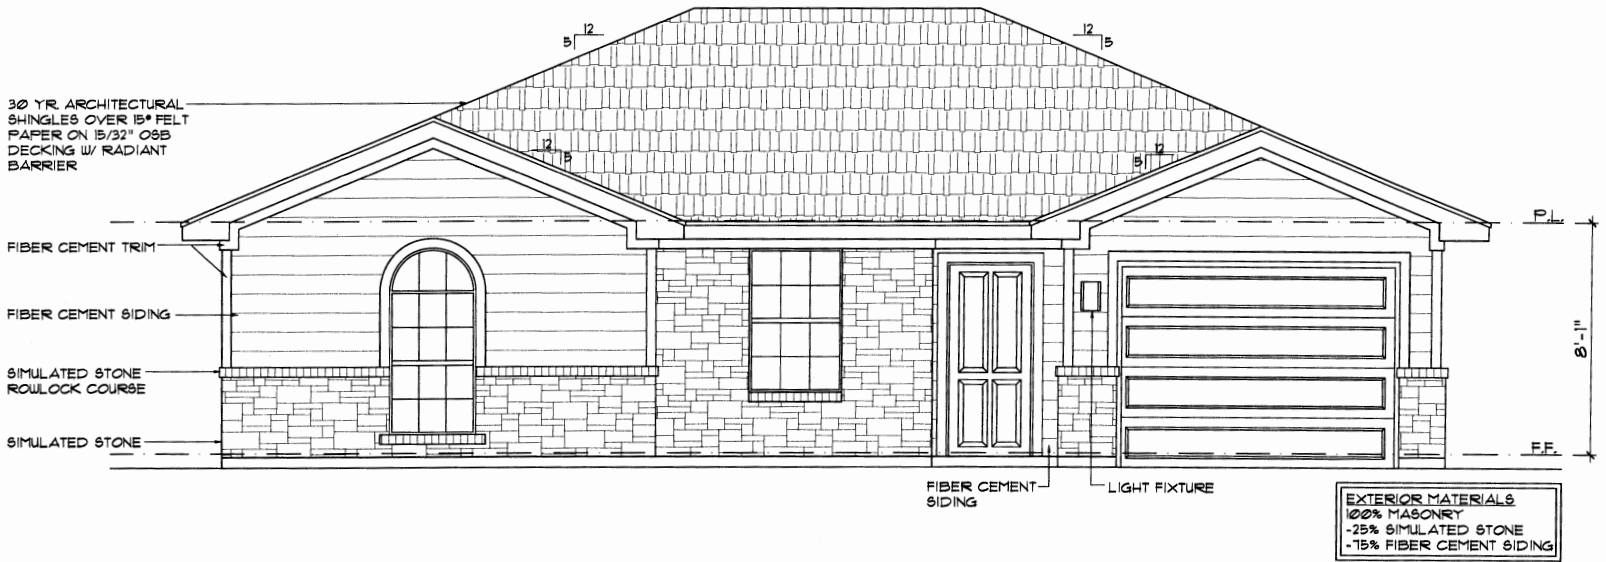 12
5
12
5
30 YR. ARCHITECTURAL
SHINGLES OVER 15# FELT
PAPER ON 15/32" OSB
DECKING W/ RADIANT
BARRIER
12
5
12
5
P.L.
FIBER CEMENT TRIM
FIBER CEMENT SIDING
8'-1"
SIMULATED STONE
ROWLOCK COURSE
SIMULATED STONE
F.F.
FIBER CEMENT
SIDING
LIGHT FIXTURE
EXTERIOR MATERIALS
100% MASONRY
-25% SIMULATED STONE
-75% FIBER CEMENT SIDING